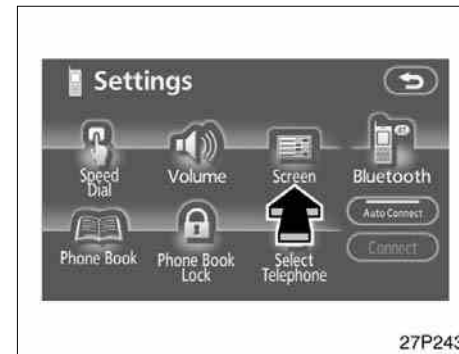 Settings
Speed
Dial
Volume
Screen
Bluetooth
Auto Connect
Phone Book
Phone Book
Lock
Select
Telephone
Connect
27P243